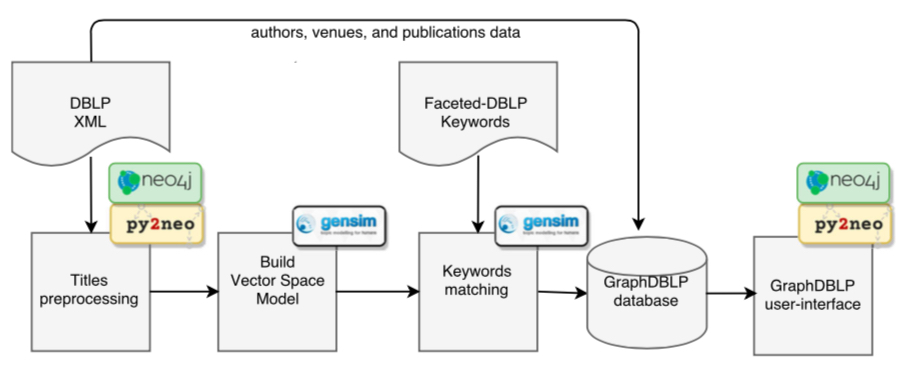 authors, venues, and publications data
DBLP
XML
Faceted-DBLP
Keywords
neo4j
py2neo
gensim
topic modelling for humans
gensim
topic modelling for humans
neo4j
py2neo
Titles
preprocessing
Build
Vector Space
Model
Keywords
matching
GraphDBLP
database
GraphDBLP
user-interface